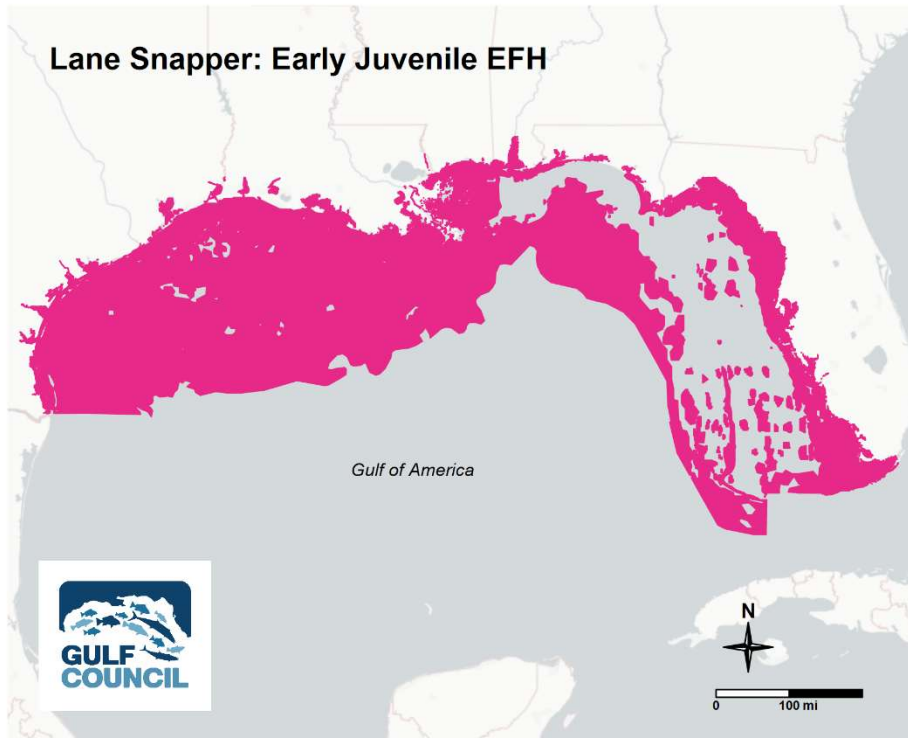 Lane Snapper: Early Juvenile EFH
Gulf of America
GULF
COUNCIL
N
0 100 mi